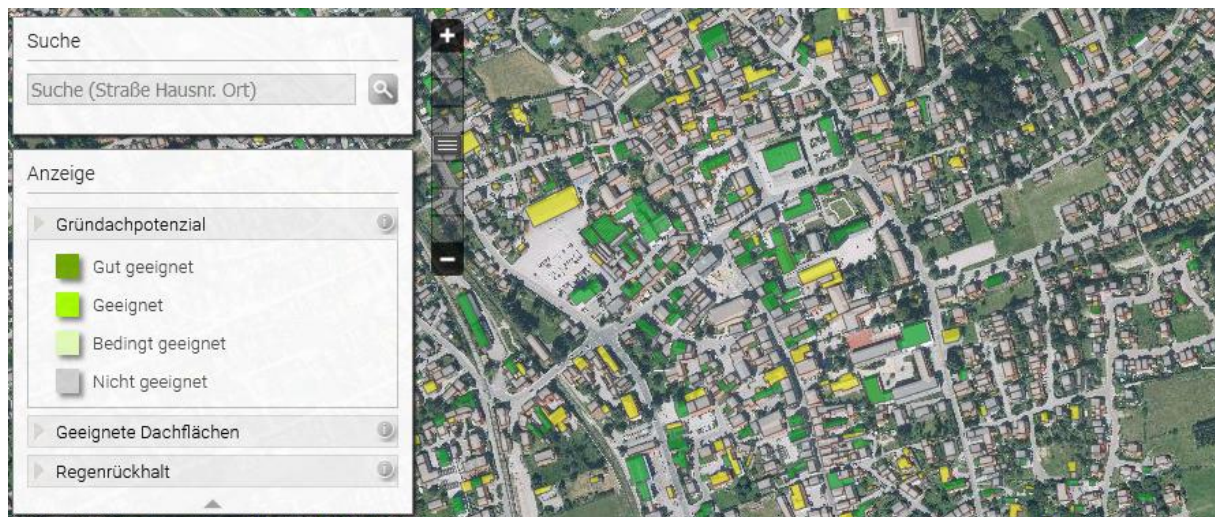 Suche
Suche (Straße Hausnr. Ort)
Anzeige
Gründachpotenzial
Gut geeignet
Geeignet
Bedingt geeignet
Nicht geeignet
Geeignete Dachflächen
Regenrückhalt